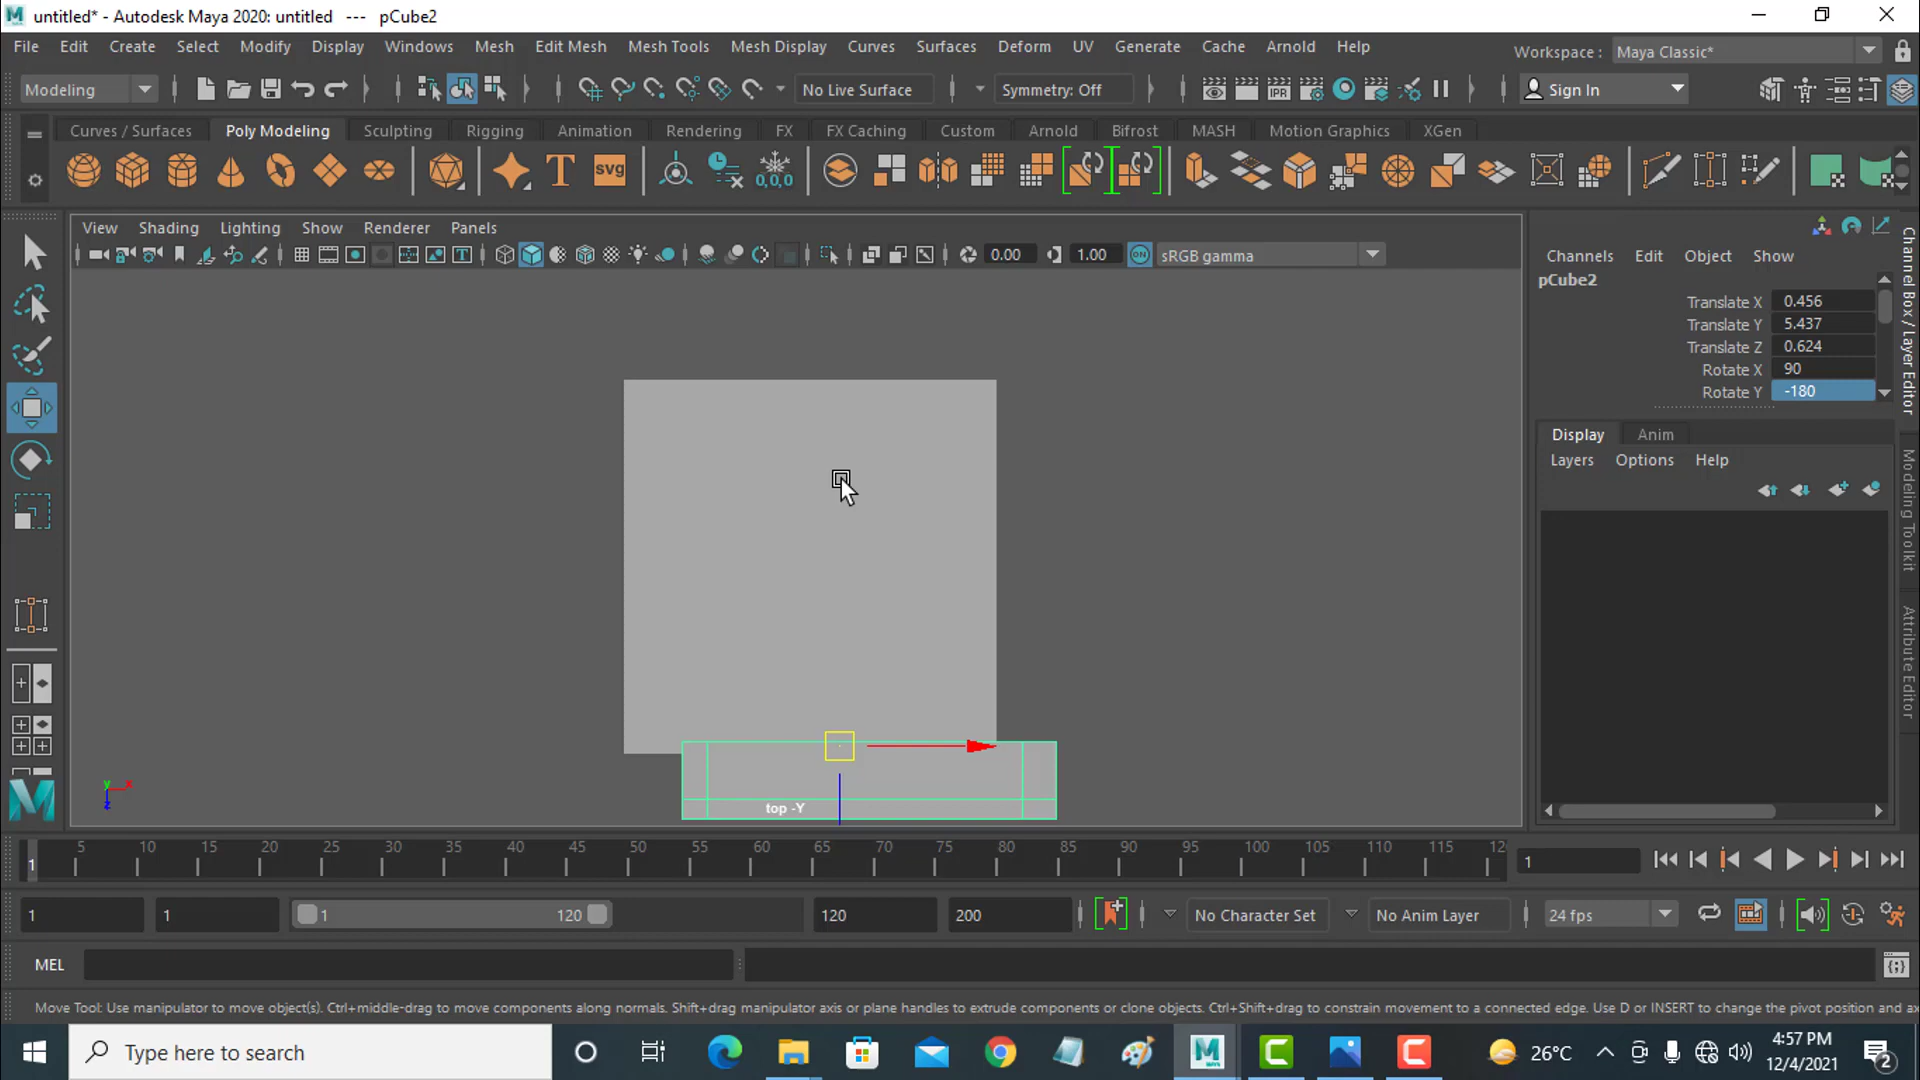 untitled* - Autodesk Maya 2020: untitled --- pCube2
File Edit Create Select Modify Display Windows Mesh Edit Mesh Mesh Tools Mesh Display Curves Surfaces Deform UV Generate Cache Arnold Help Workspace : Maya Classic*
Modeling No Live Surface Symmetry: Off IPR Sign In
Curves / Surfaces Poly Modeling Sculpting Rigging Animation Rendering FX FX Caching Custom Arnold Bifrost MASH Motion Graphics XGen
T svg 0,0,0
View Shading Lighting Show Renderer Panels
0.00 1.00 ON sRGB gamma
Channels Edit Object Show
pCube2
Translate X 0.456
Translate Y 5.437
Translate Z 0.624
Rotate X 90
Rotate Y -180
Display Anim
Layers Options Help
Channel Box / Layer Editor
Modeling Toolkit
Attribute Editor
y x
z
top -Y
1 5 10 15 20 25 30 35 40 45 50 55 60 65 70 75 80 85 90 95 100 105 110 115 12 1
1 1 1 120 120 200 No Character Set No Anim Layer 24 fps
MEL
Move Tool: Use manipulator to move object(s). Ctrl+middle-drag to move components along normals. Shift+drag manipulator axis or plane handles to extrude components or clone objects. Ctrl+Shift+drag to constrain movement to a connected edge. Use D or INSERT to change the pivot position and ax
Type here to search 26°C 4:57 PM
12/4/2021 2